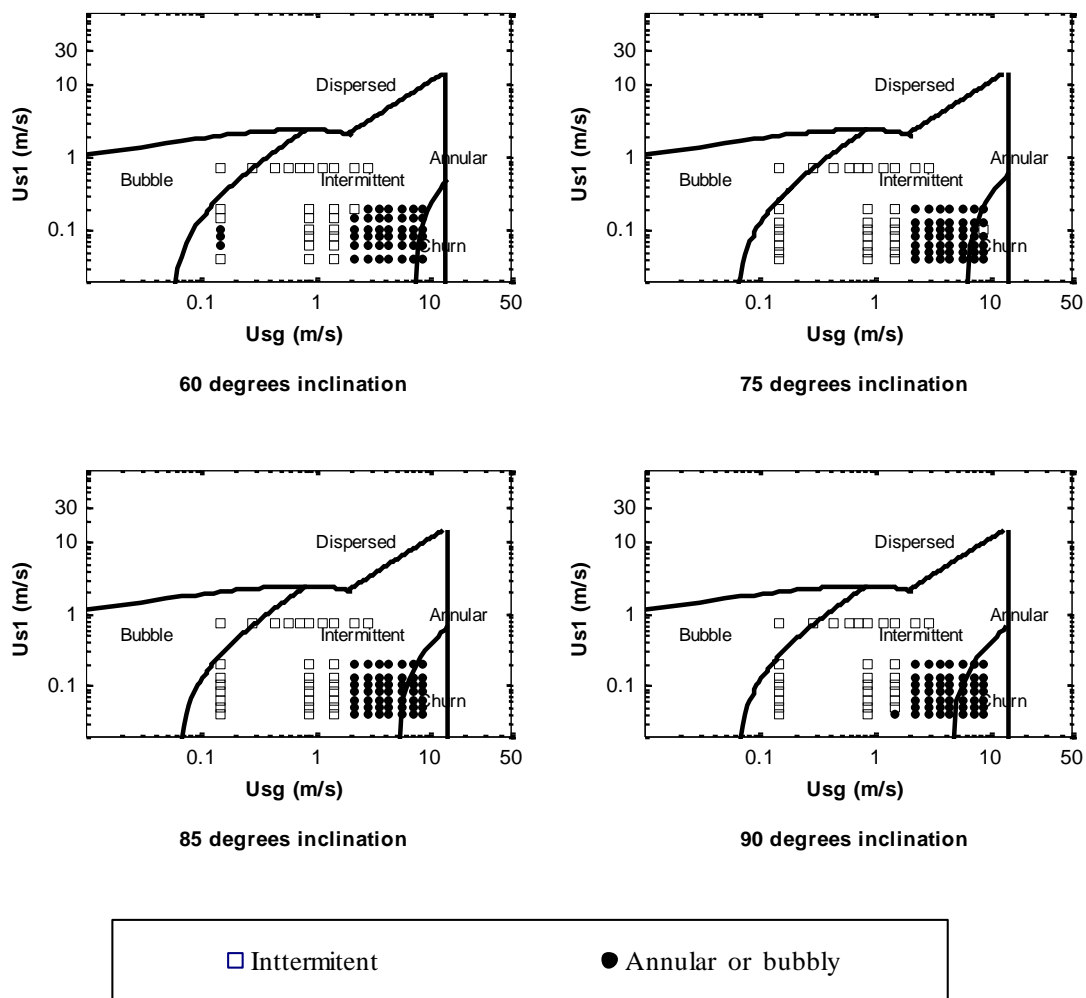 30
10
1
0.1
Us1 (m/s)
Dispersed
Annular
Bubble
Intermittent
Churn
0.1
1
10
50
Usg (m/s)
60 degrees inclination
30
10
1
0.1
Us1 (m/s)
Dispersed
Annular
Bubble
Intermittent
Churn
0.1
1
10
50
Usg (m/s)
75 degrees inclination
30
10
1
0.1
Us1 (m/s)
Dispersed
Annular
Bubble
Intermittent
Churn
0.1
1
10
50
Usg (m/s)
85 degrees inclination
30
10
1
0.1
Us1 (m/s)
Dispersed
Annular
Bubble
Intermittent
Churn
0.1
1
10
50
Usg (m/s)
90 degrees inclination
Inttermitent
Annular or bubbly